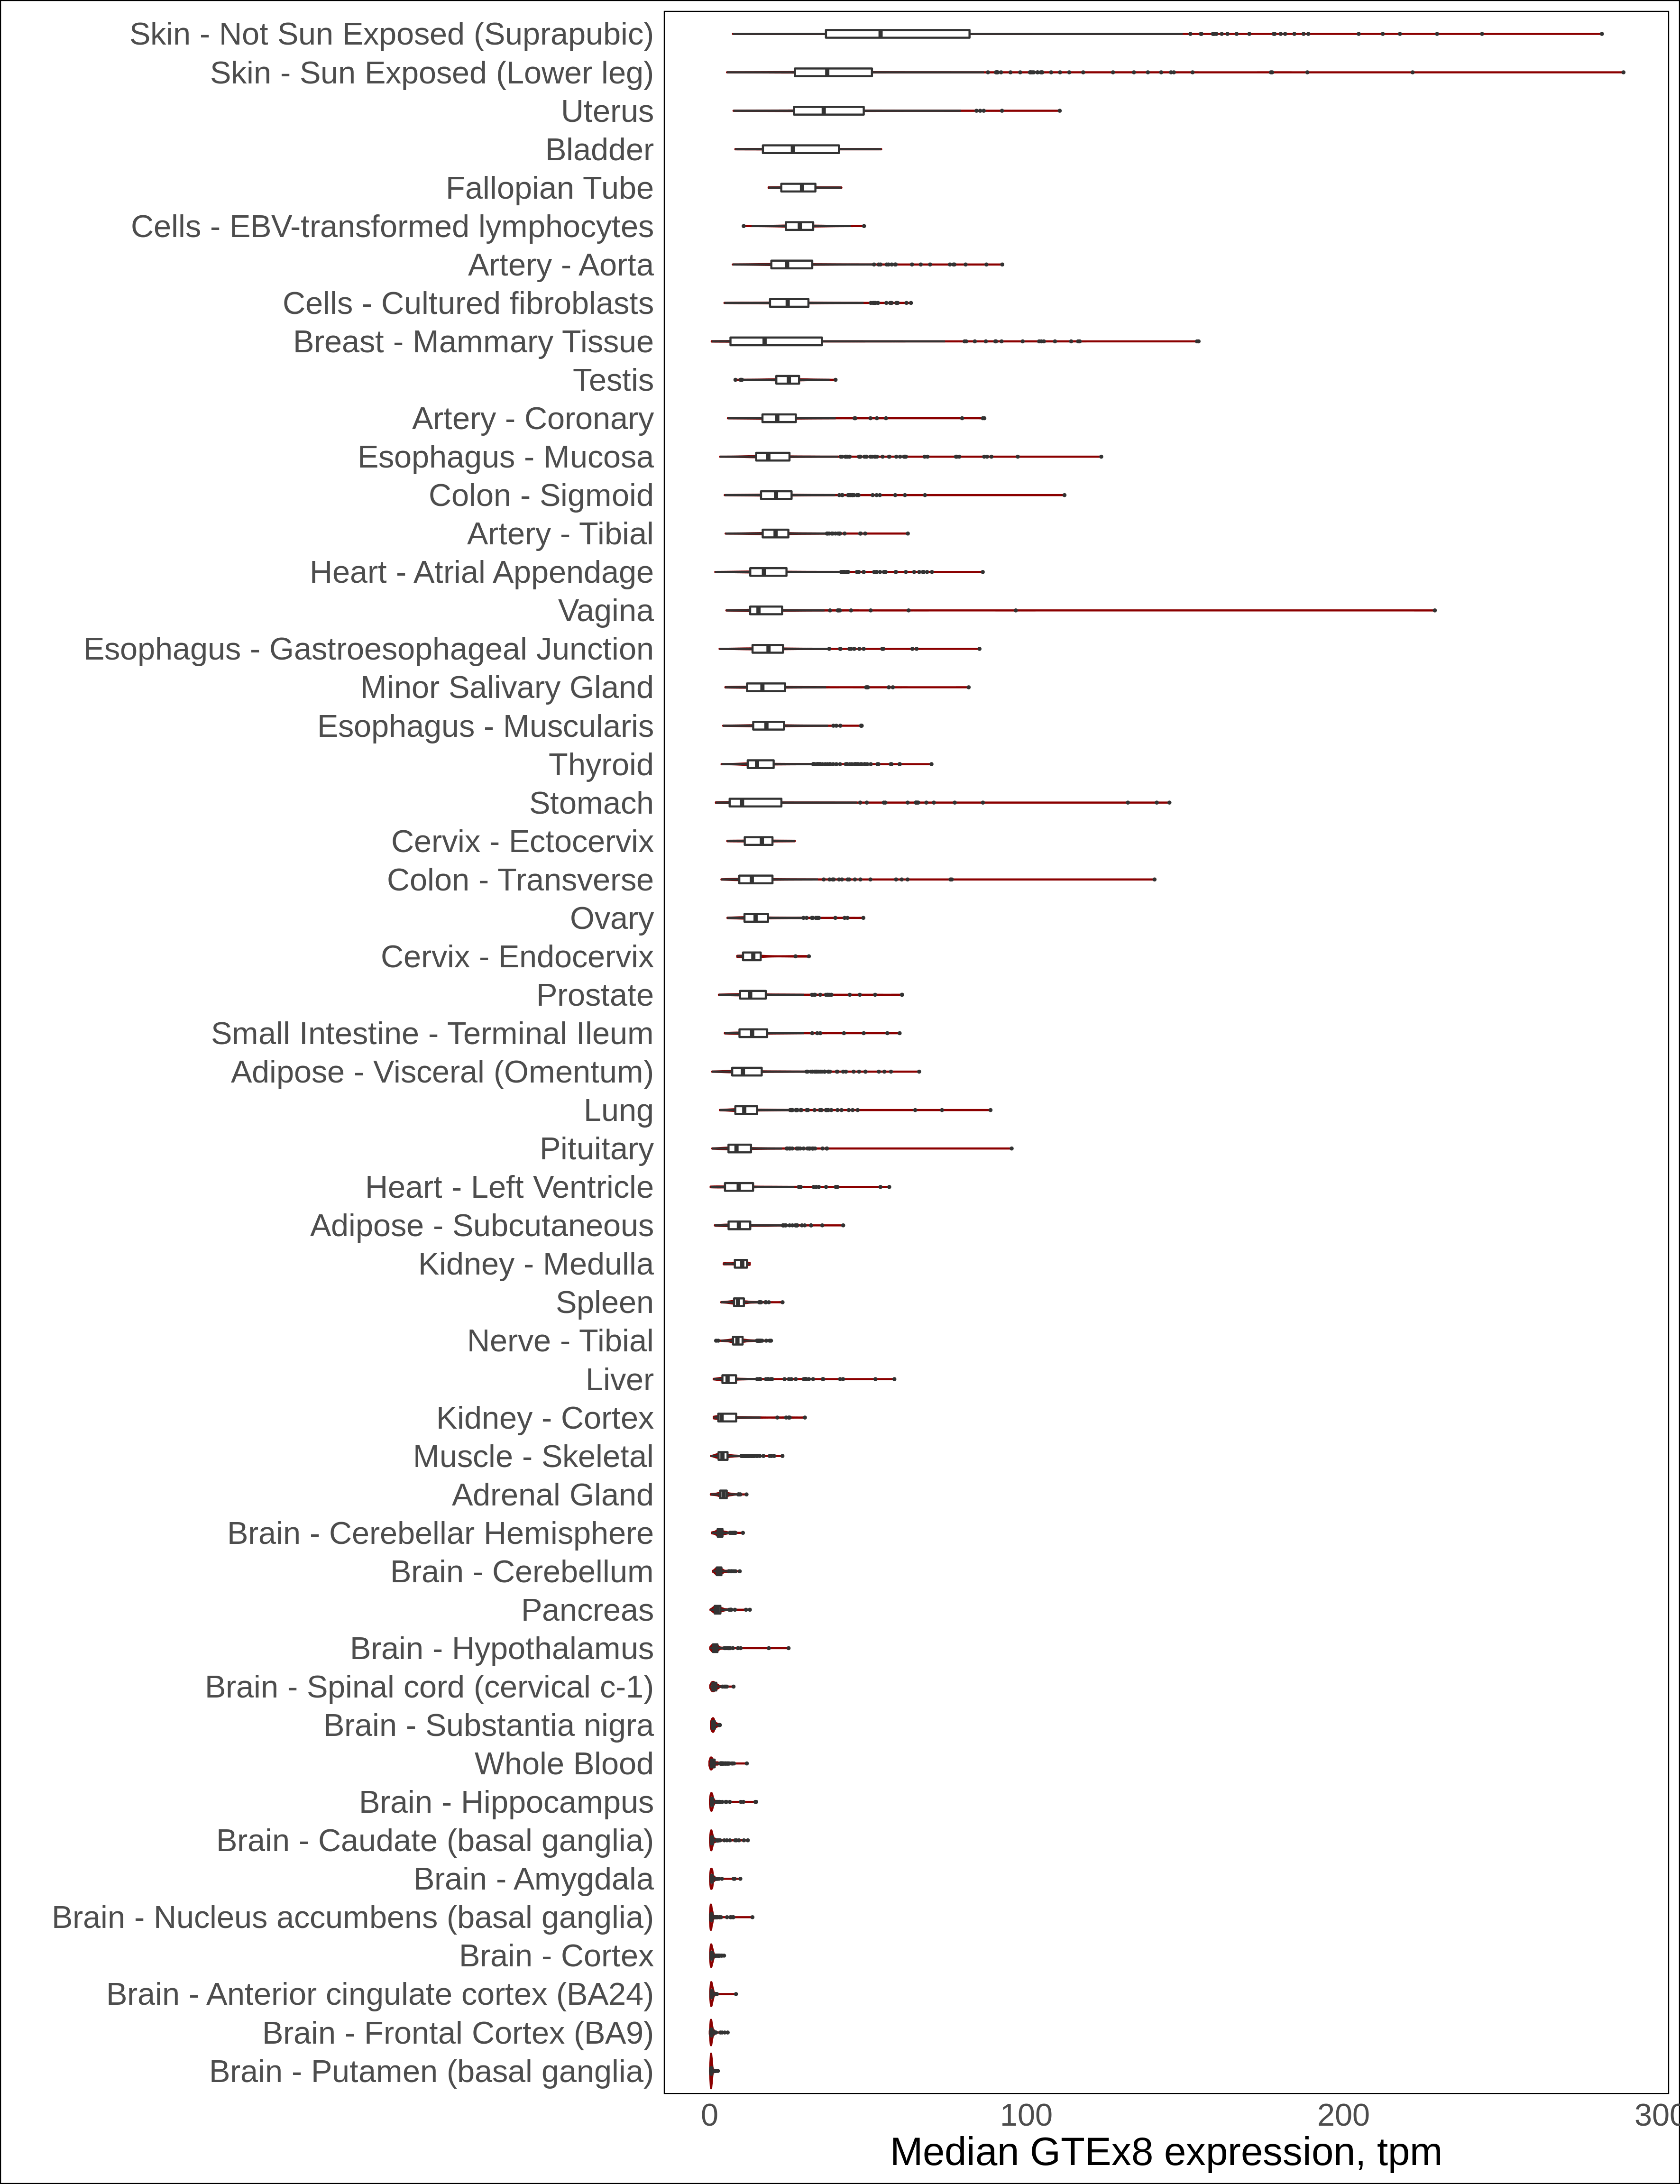 Skin - Not Sun Exposed (Suprapubic)
Skin - Sun Exposed (Lower leg)
Uterus
Bladder
Fallopian Tube
Cells - EBV-transformed lymphocytes
Artery - Aorta
Cells - Cultured fibroblasts
Breast - Mammary Tissue
Testis
Artery - Coronary
Esophagus - Mucosa
Colon - Sigmoid
Artery - Tibial
Heart - Atrial Appendage
Vagina
Esophagus - Gastroesophageal Junction
Minor Salivary Gland
Esophagus - Muscularis
Thyroid
Stomach
Cervix - Ectocervix
Colon - Transverse
Ovary
Cervix - Endocervix
Prostate
Small Intestine - Terminal Ileum
Adipose - Visceral (Omentum)
Lung
Pituitary
Heart - Left Ventricle
Adipose - Subcutaneous
Kidney - Medulla
Spleen
Nerve - Tibial
Liver
Kidney - Cortex
Muscle - Skeletal
Adrenal Gland
Brain - Cerebellar Hemisphere
Brain - Cerebellum
Pancreas
Brain - Hypothalamus
Brain - Spinal cord (cervical c-1)
Brain - Substantia nigra
Whole Blood
Brain - Hippocampus
Brain - Caudate (basal ganglia)
Brain - Amygdala
Brain - Nucleus accumbens (basal ganglia)
Brain - Cortex
Brain - Anterior cingulate cortex (BA24)
Brain - Frontal Cortex (BA9)
Brain - Putamen (basal ganglia)
0 100 200 300
Median GTEx8 expression, tpm